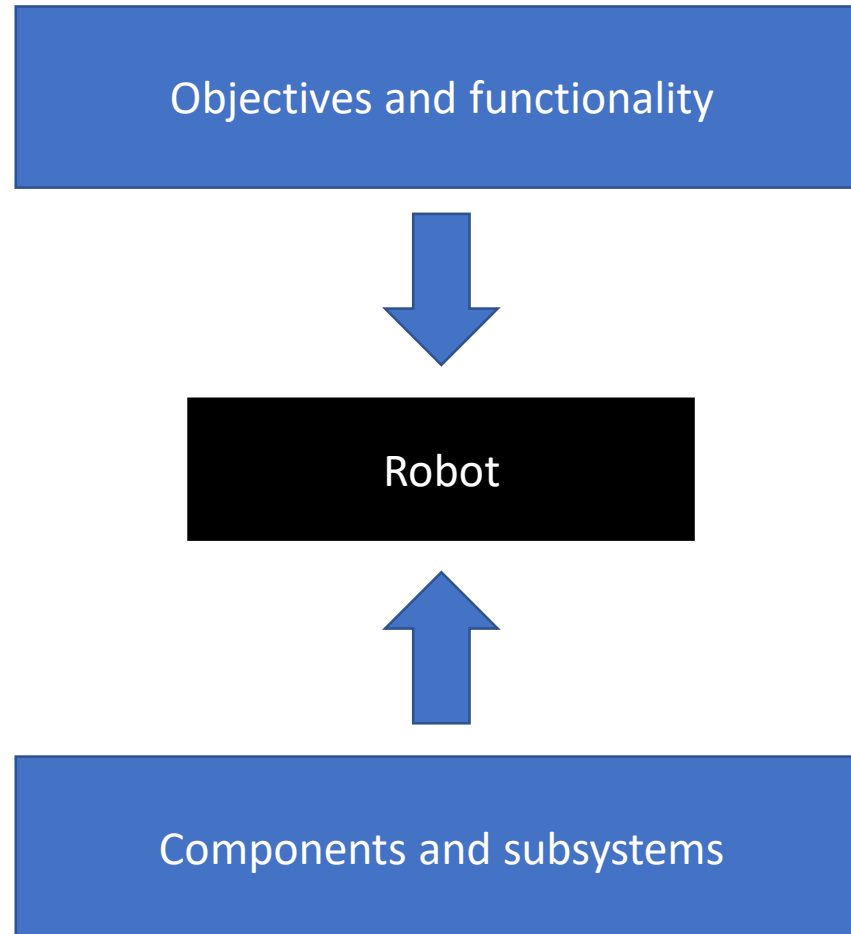 Objectives and functionality
Robot
Components and subsystems